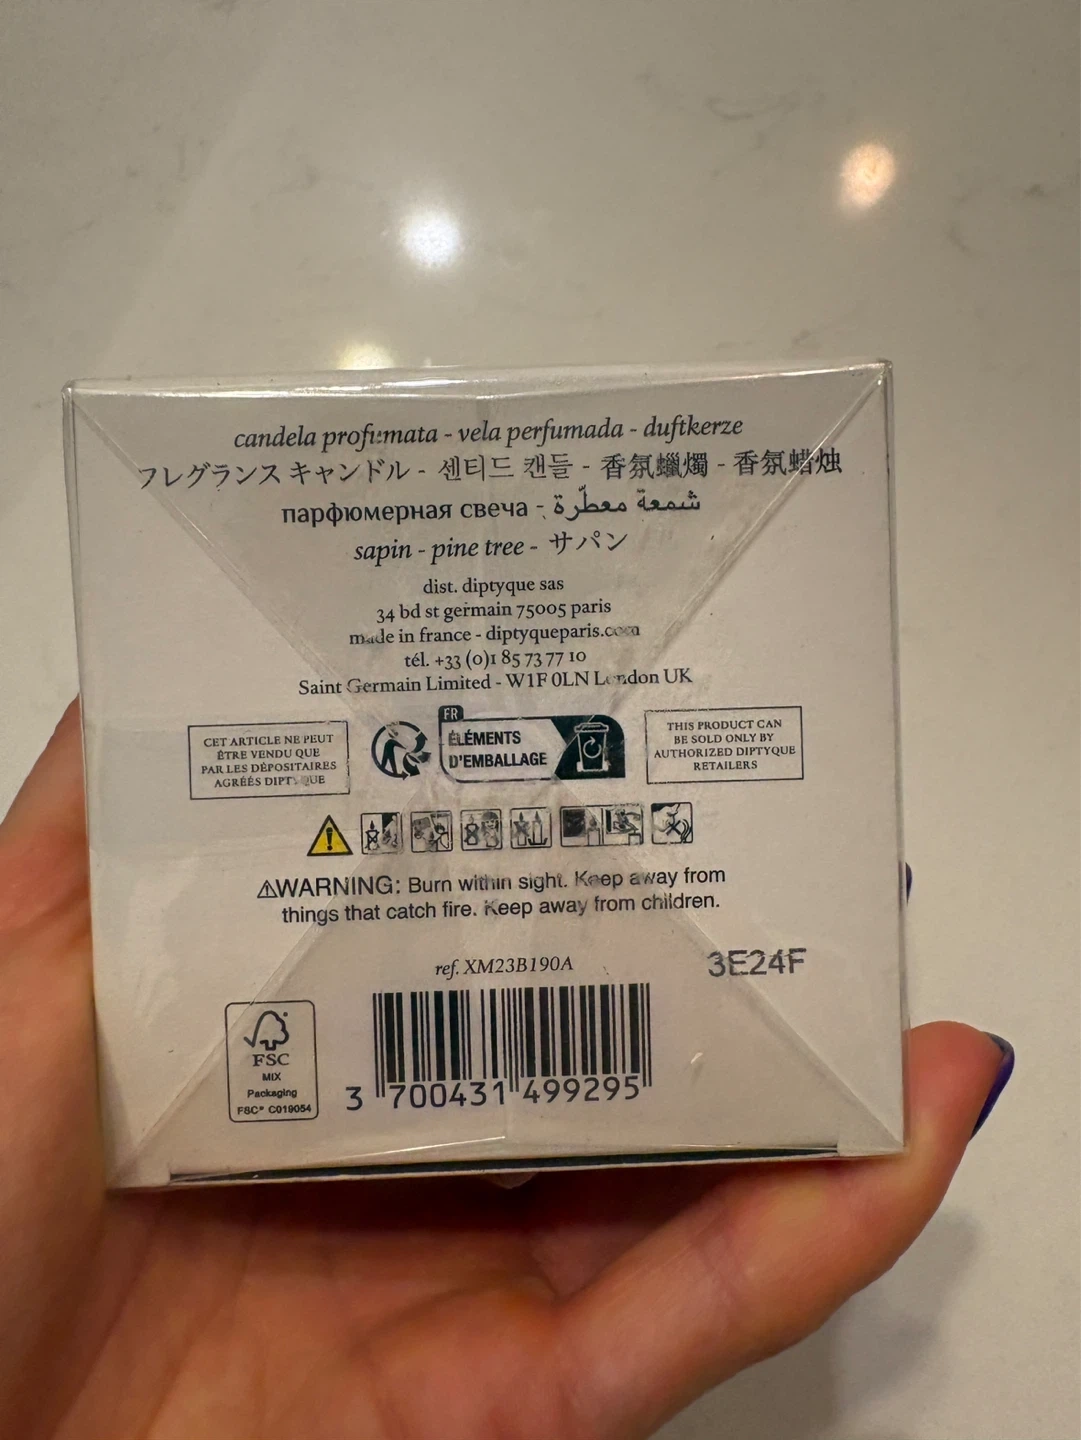 candela profumata - vela perfumada - duftkerze
フレグランス キャンドル - 센티드 캔들 - 香氛蠟燭 - 香氛蜡烛
парфюмерная свеча - شمعة معطّرة
sapin - pine tree - サパン
dist. diptyque sas
34 bd st germain 75005 paris
made in france - diptyqueparis.com
tél. +33 (0)1 85 73 77 10
Saint Germain Limited - W1F 0LN London UK
CET ARTICLE NE PEUT
ÊTRE VENDU QUE
PAR LES DÉPOSITAIRES
AGRÉÉS DIPTYQUE
FR
ÉLÉMENTS
D'EMBALLAGE
THIS PRODUCT CAN
BE SOLD ONLY BY
AUTHORIZED DIPTYQUE
RETAILERS
⚠WARNING: Burn within sight. Keep away from
things that catch fire. Keep away from children.
ref. XM23B190A
3E24F
FSC
MIX
Packaging
FSC® C019054
3 700431 499295